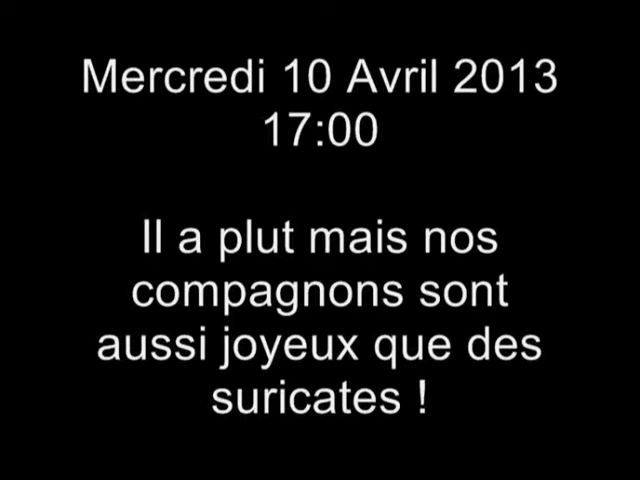 Mercredi 10 Avril 2013
17:00
Il a plut mais nos
compagnons sont
aussi joyeux que des
suricates !